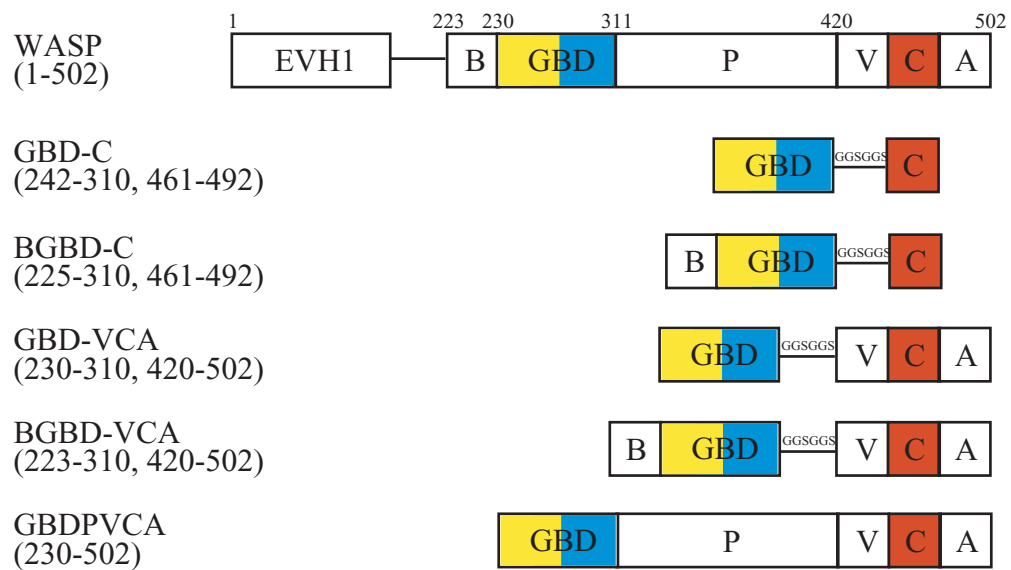 1 223 230 311 420 502
WASP
(1-502)
EVH1 B GBD P V C A
GBD-C
(242-310, 461-492)
GBD GGSGGS C
BGBD-C
(225-310, 461-492)
B GBD GGSGGS C
GBD-VCA
(230-310, 420-502)
GBD GGSGGS V C A
BGBD-VCA
(223-310, 420-502)
B GBD GGSGGS V C A
GBDPVCA
(230-502)
GBD P V C A